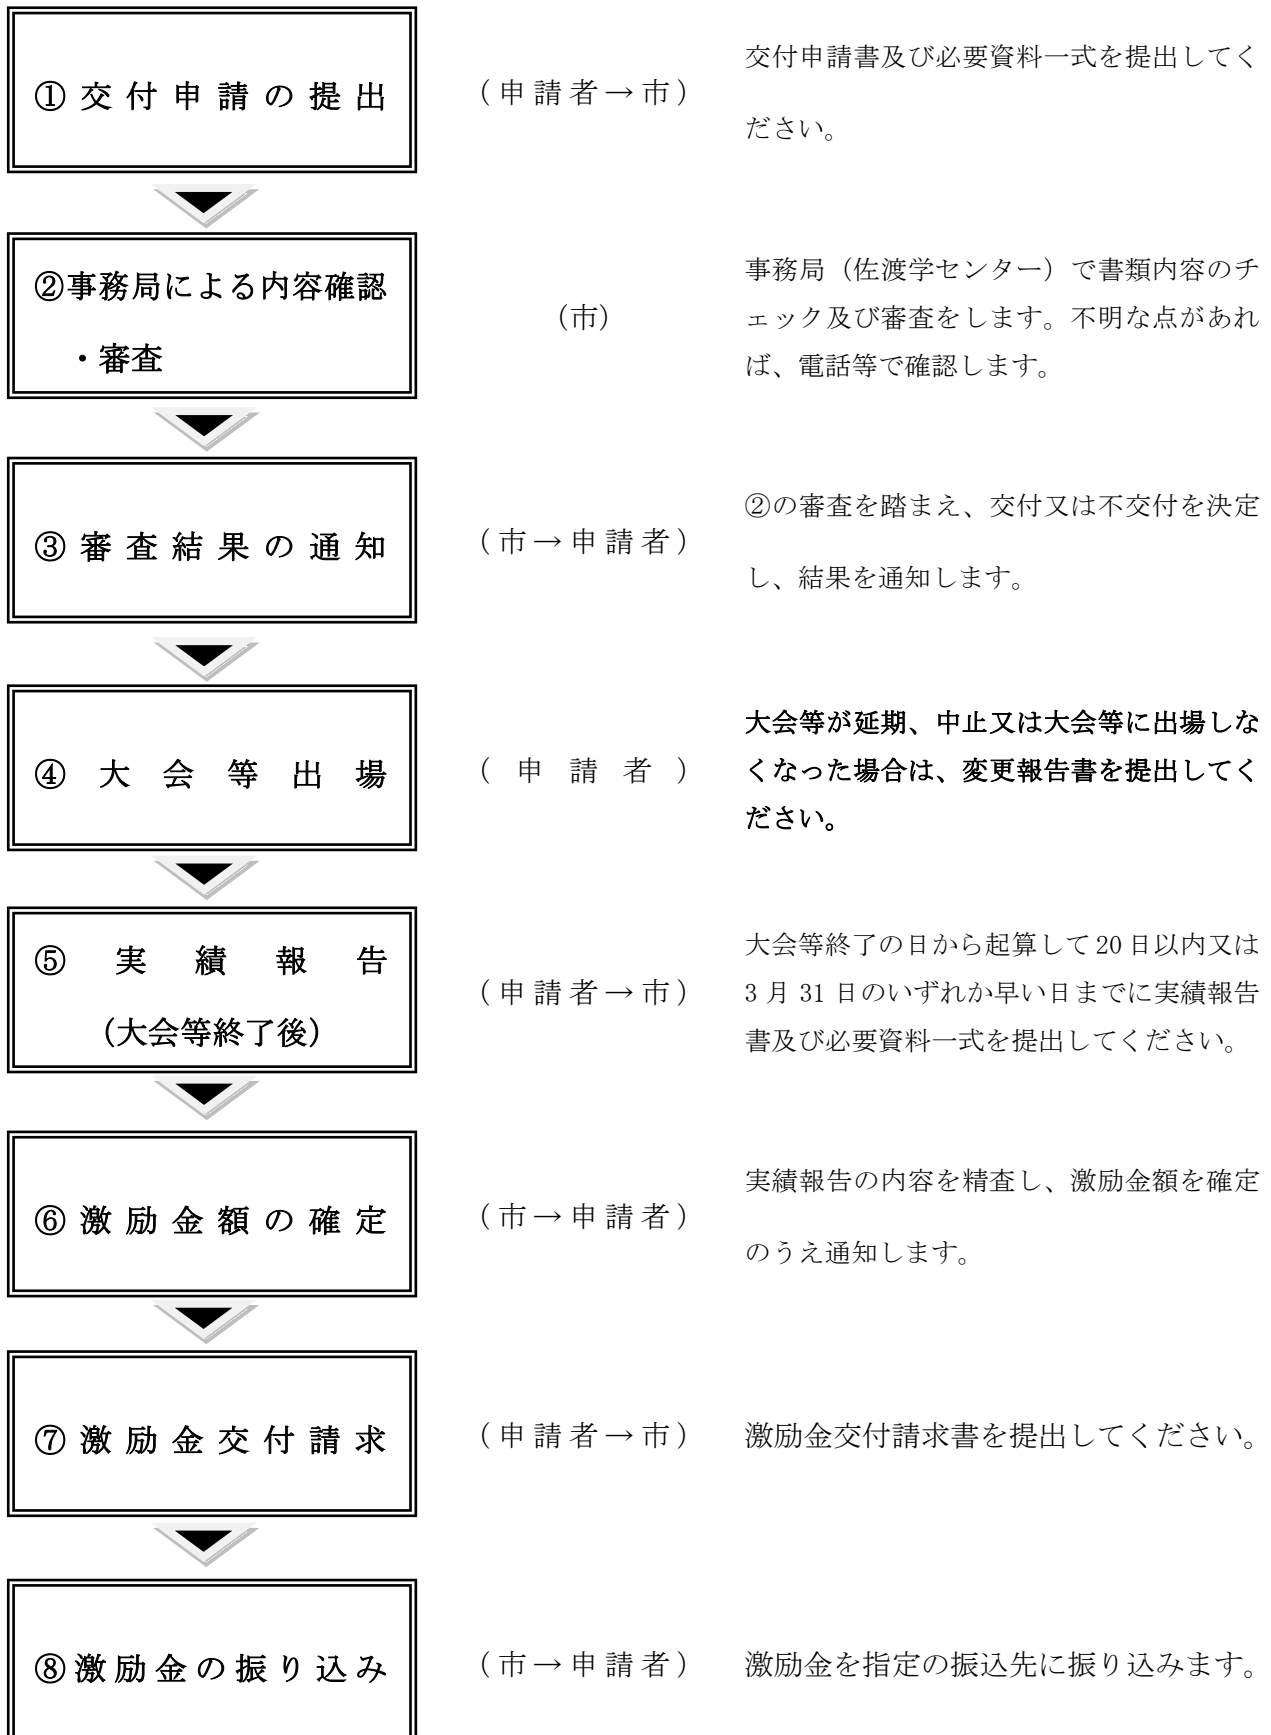 ①交付申請の提出
（申請者→市）
交付申請書及び必要資料一式を提出してく
ださい。
②事務局による内容確認
・審査
（市）
事務局（佐渡学センター）で書類内容のチ
ェック及び審査をします。不明な点があれ
ば、電話等で確認します。
③審査結果の通知
（市→申請者）
②の審査を踏まえ、交付又は不交付を決定
し、結果を通知します。
④大会等出場
（申請者）
大会等が延期、中止又は大会等に出場しな
くなった場合は、変更報告書を提出してく
ださい。
⑤実績報告
（大会等終了後）
（申請者→市）
大会等終了の日から起算して20日以内又は
3月31日のいずれか早い日までに実績報告
書及び必要資料一式を提出してください。
⑥激励金額の確定
（市→申請者）
実績報告の内容を精査し、激励金額を確定
のうえ通知します。
⑦激励金交付請求
（申請者→市）
激励金交付請求書を提出してください。
⑧激励金の振り込み
（市→申請者）
激励金を指定の振込先に振り込みます。